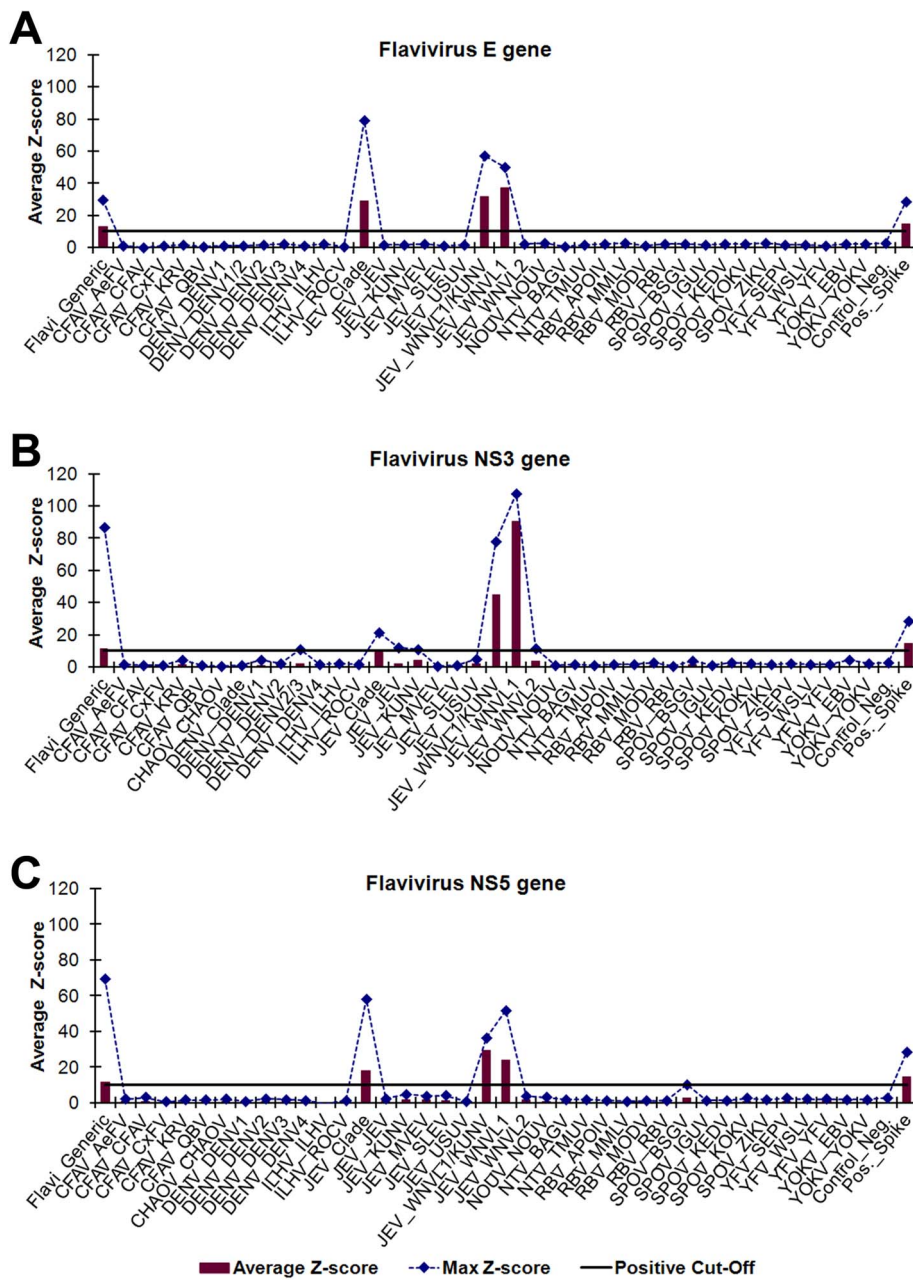 A
Flavivirus E gene
Average Z-score
120
100
80
60
40
20
0
Flavi_Generic
CFAV_AeFV
CFAV_CFAV
CFAV_CxFV
CFAV_KRV
CFAV_QBV
DENV_DENV1
DENV_DENV1/2
DENV_DENV2
DENV_DENV3
DENV_DENV4
ILHV_ILHV
ILHV_ROCV
JEV_Clade
JEV_JEV
JEV_KUNV
JEV_MVEV
JEV_SLEV
JEV_USUV
JEV_WNVL1/KUNV
JEV_WNVL1
JEV_WNVL2
NOUV_NOUV
NTV_BAGV
NTV_TMUV
RBV_APOIV
RBV_MMLV
RBV_MODV
RBV_RBV
SPOV_BSGV
SPOV_GUV
SPOV_KEDV
SPOV_KOKV
SPOV_ZIKV
YFV_SEPV
YFV_WSLV
YFV_YFV
YOKV_EBV
YOKV_YOKV
Control_Neg.
Pos._Spike
B
Flavivirus NS3 gene
Average Z-score
120
100
80
60
40
20
0
Flavi_Generic
CFAV_AeFV
CFAV_CFAV
CFAV_CxFV
CFAV_KRV
CFAV_QBV
CHAOV_CHAOV
DENV_Clade
DENV_DENV1
DENV_DENV2
DENV_DENV2/3
DENV_DENV4
ILHV_ILHV
ILHV_ROCV
JEV_Clade
JEV_JEV
JEV_KUNV
JEV_MVEV
JEV_SLEV
JEV_USUV
JEV_WNVL1/KUNV
JEV_WNVL1
JEV_WNVL2
NOUV_NOUV
NTV_BAGV
NTV_TMUV
RBV_APOIV
RBV_MMLV
RBV_MODV
RBV_RBV
SPOV_BSGV
SPOV_GUV
SPOV_KEDV
SPOV_KOKV
SPOV_ZIKV
YFV_SEPV
YFV_WSLV
YFV_YFV
YOKV_EBV
YOKV_YOKV
Control_Neg.
Pos._Spike
C
Flavivirus NS5 gene
Average Z-score
120
100
80
60
40
20
0
Flavi_Generic
CFAV_AeFV
CFAV_CFAV
CFAV_CxFV
CFAV_KRV
CFAV_QBV
CHAOV_CHAOV
DENV_DENV1
DENV_DENV2
DENV_DENV3
DENV_DENV4
ILHV_ILHV
ILHV_ROCV
JEV_Clade
JEV_JEV
JEV_KUNV
JEV_MVEV
JEV_SLEV
JEV_USUV
JEV_WNVL1/KUNV
JEV_WNVL1
JEV_WNVL2
NOUV_NOUV
NTV_BAGV
NTV_TMUV
RBV_APOIV
RBV_MMLV
RBV_MODV
RBV_RBV
SPOV_BSGV
SPOV_GUV
SPOV_KEDV
SPOV_KOKV
SPOV_ZIKV
YFV_SEPV
YFV_WSLV
YFV_YFV
YOKV_EBV
YOKV_YOKV
Control_Neg.
Pos._Spike
Average Z-score Max Z-score Positive Cut-Off